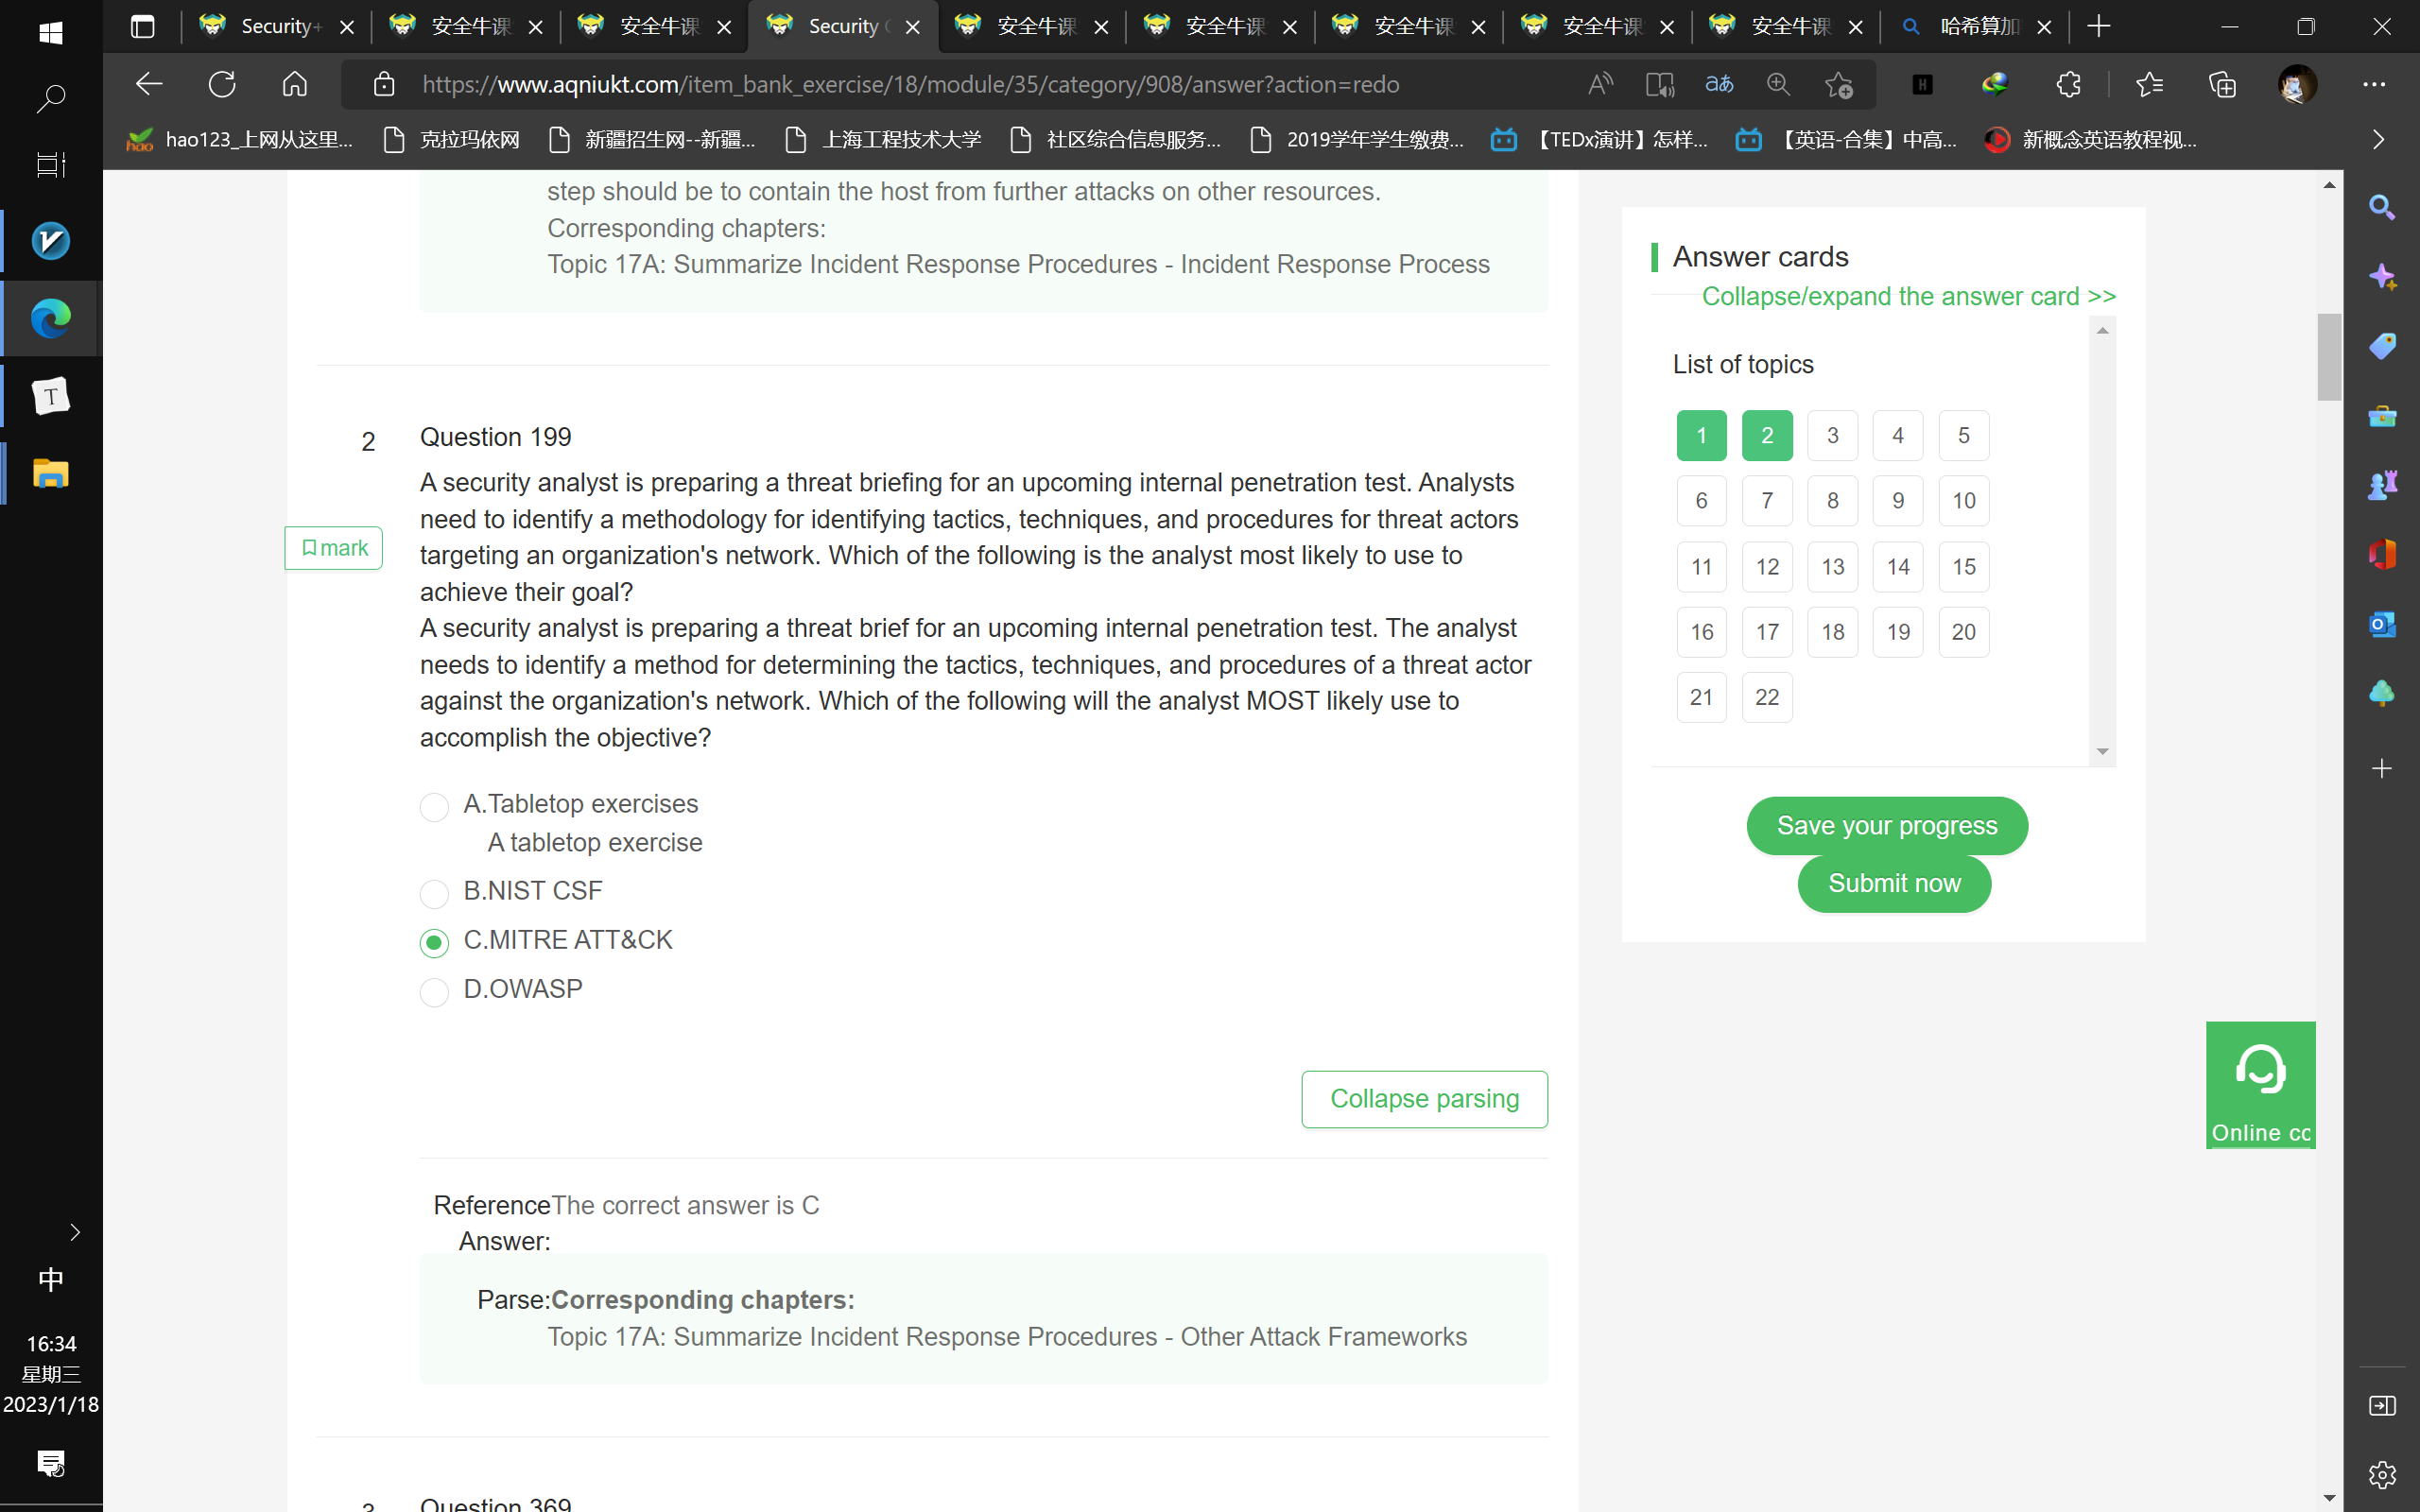 Security+
安全牛课
安全牛课
Security
安全牛课
安全牛课
安全牛课
安全牛课
安全牛课
哈希算加
https://www.aqniukt.com/item_bank_exercise/18/module/35/category/908/answer?action=redo
hao123_上网从这里...
克拉玛依网
新疆招生网--新疆...
上海工程技术大学
社区综合信息服务...
2019学年学生缴费...
【TEDx演讲】怎样...
【英语-合集】中高...
新概念英语教程视...
step should be to contain the host from further attacks on other resources.
Corresponding chapters:
Topic 17A: Summarize Incident Response Procedures - Incident Response Process
2
Question 199
mark
A security analyst is preparing a threat briefing for an upcoming internal penetration test. Analysts
need to identify a methodology for identifying tactics, techniques, and procedures for threat actors
targeting an organization's network. Which of the following is the analyst most likely to use to
achieve their goal?
A security analyst is preparing a threat brief for an upcoming internal penetration test. The analyst
needs to identify a method for determining the tactics, techniques, and procedures of a threat actor
against the organization's network. Which of the following will the analyst MOST likely use to
accomplish the objective?
A.Tabletop exercises
A tabletop exercise
B.NIST CSF
C.MITRE ATT&CK
D.OWASP
Collapse parsing
Reference The correct answer is C
Answer:
Parse: Corresponding chapters:
Topic 17A: Summarize Incident Response Procedures - Other Attack Frameworks
3
Question 369
Answer cards
Collapse/expand the answer card >>
List of topics
1 2 3 4 5
6 7 8 9 10
11 12 13 14 15
16 17 18 19 20
21 22
Save your progress
Submit now
Online cc
中
16:34
星期三
2023/1/18